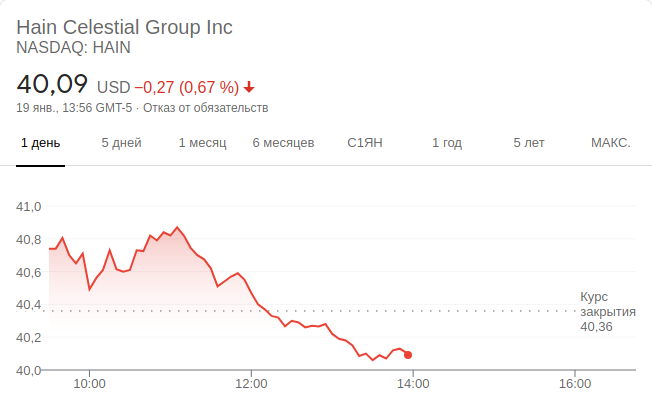 Hain Celestial Group Inc
NASDAQ: HAIN
40,09 USD −0,27 (0,67 %)
19 янв., 13:56 GMT-5 · Отказ от обязательств
1 день 5 дней 1 месяц 6 месяцев С1ЯН 1 год 5 лет МАКС.
41,0
40,8
40,6
40,4
40,2
40,0
Курс
закрытия
40,36
10:00 12:00 14:00 16:00